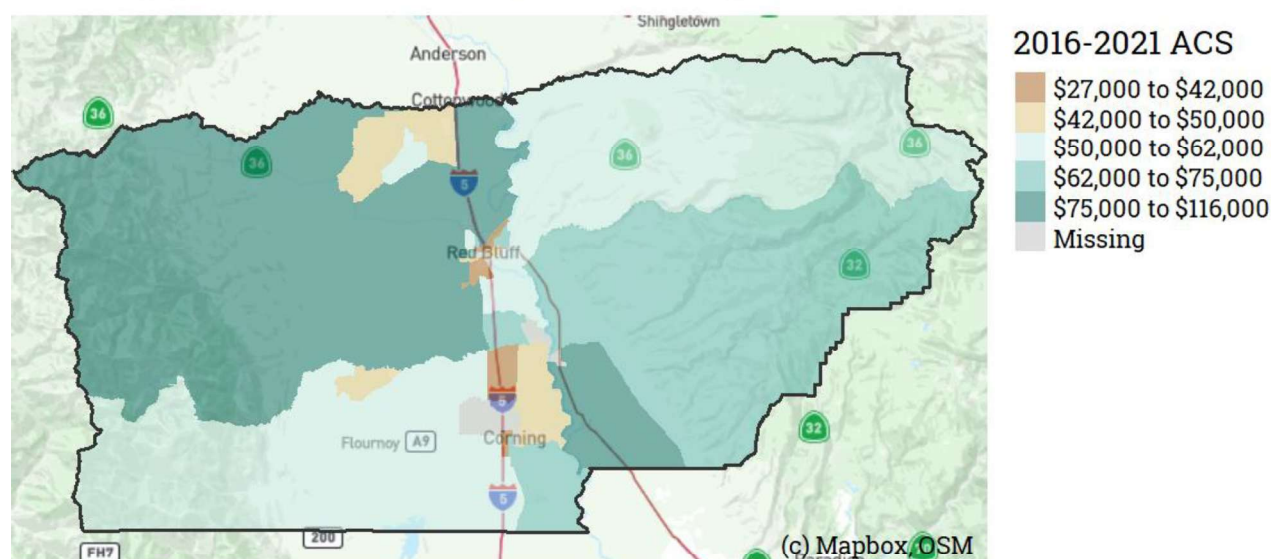 Shingletown
2016-2021 ACS
Anderson
$27,000 to $42,000
Cottonwood
36
$42,000 to $50,000
36
36
36
$50,000 to $62,000
5
$62,000 to $75,000
$75,000 to $116,000
Red Bluff
Missing
32
5
Flournoy A9
Corning
32
5
200
FH7
(c) Mapbox, OSM